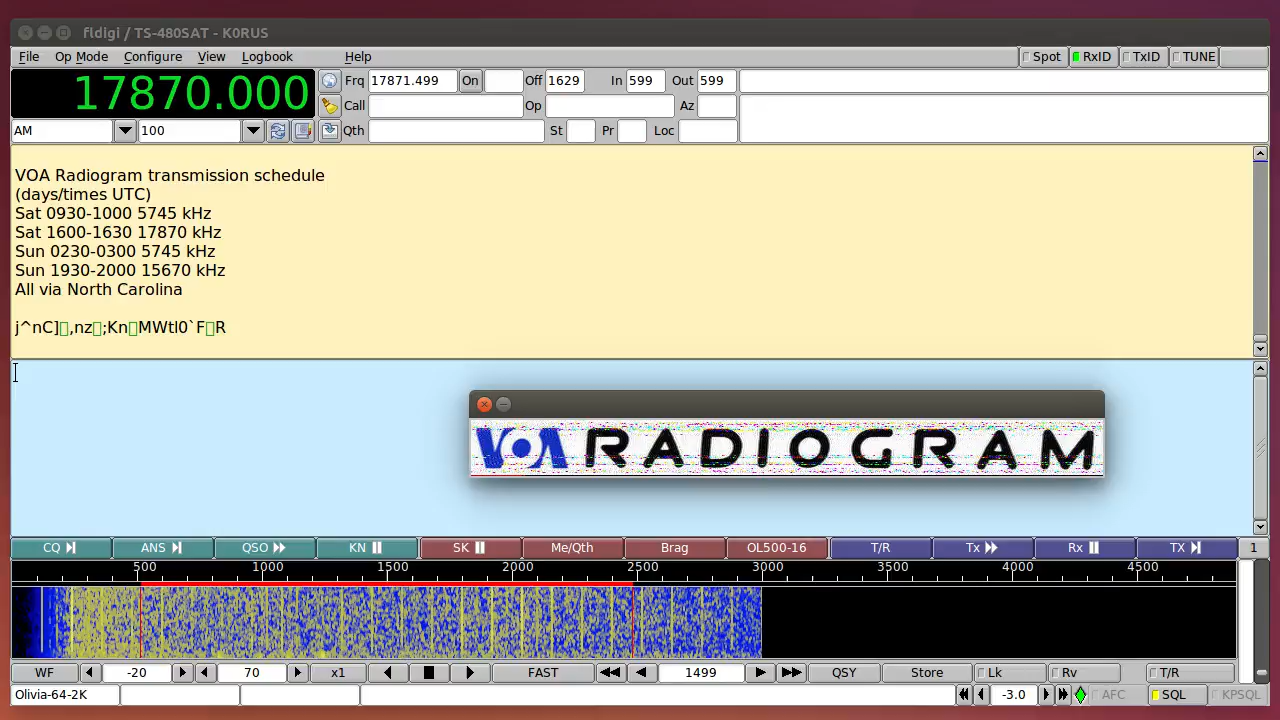 fldigi / TS-480SAT - K0RUS
File Op Mode Configure View Logbook Help Spot RxID TxID TUNE
17870.000 Frq 17871.499 On Off 1629 In 599 Out 599
Call Op Az
AM 100 Qth St Pr Loc
VOA Radiogram transmission schedule
(days/times UTC)
Sat 0930-1000 5745 kHz
Sat 1600-1630 17870 kHz
Sun 0230-0300 5745 kHz
Sun 1930-2000 15670 kHz
All via North Carolina
j^nC]▯,nz▯;Kn▯MWtl0`F▯R
VOA RADIOGRAM
CQ ANS QSO KN SK Me/Qth Brag OL500-16 T/R Tx Rx TX 1
500 1000 1500 2000 2500 3000 3500 4000 4500
WF -20 70 x1 FAST 1499 QSY Store Lk Rv T/R
Olivia-64-2K -3.0 AFC SQL KPSQL